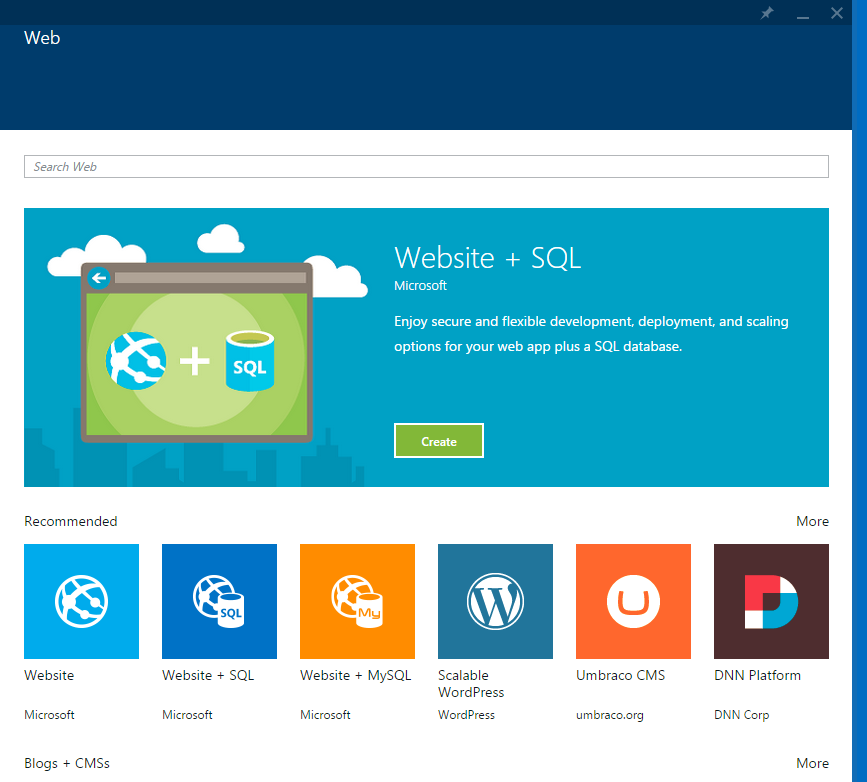 Web
Search Web
Website + SQL
Microsoft
Enjoy secure and flexible development, deployment, and scaling
options for your web app plus a SQL database.
SQL
Create
Recommended
More
SQL
My
Website
Website + SQL
Website + MySQL
Scalable
WordPress
Umbraco CMS
DNN Platform
Microsoft
Microsoft
Microsoft
WordPress
umbraco.org
DNN Corp
Blogs + CMSs
More